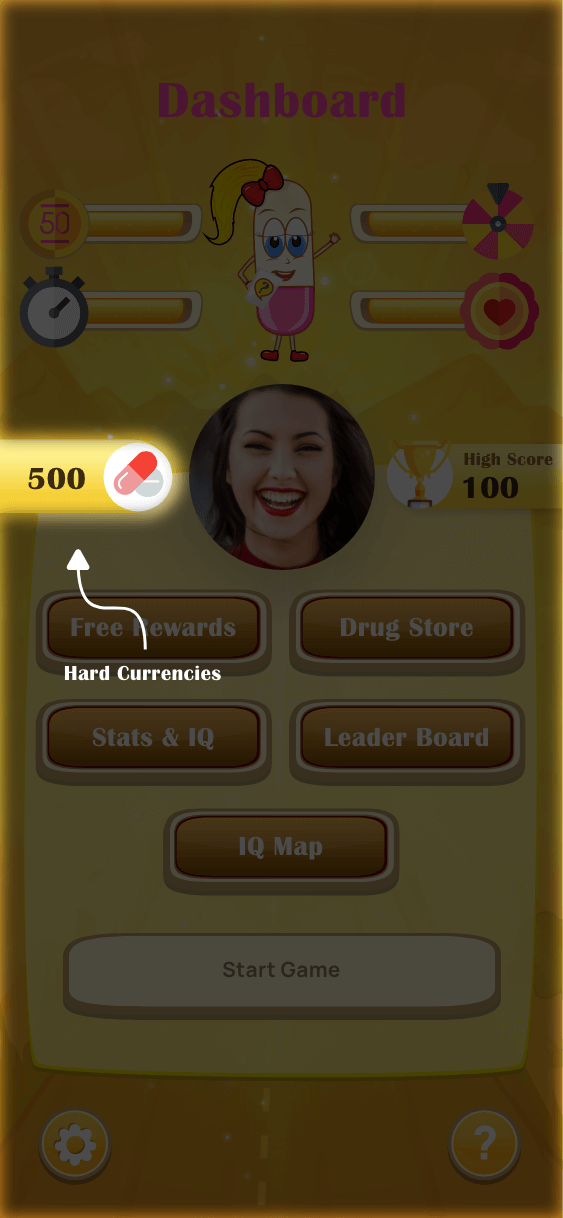 Dashboard
50
500
High Score
100
Free Rewards
Drug Store
Hard Currencies
Stats & IQ
Leader Board
IQ Map
Start Game
?